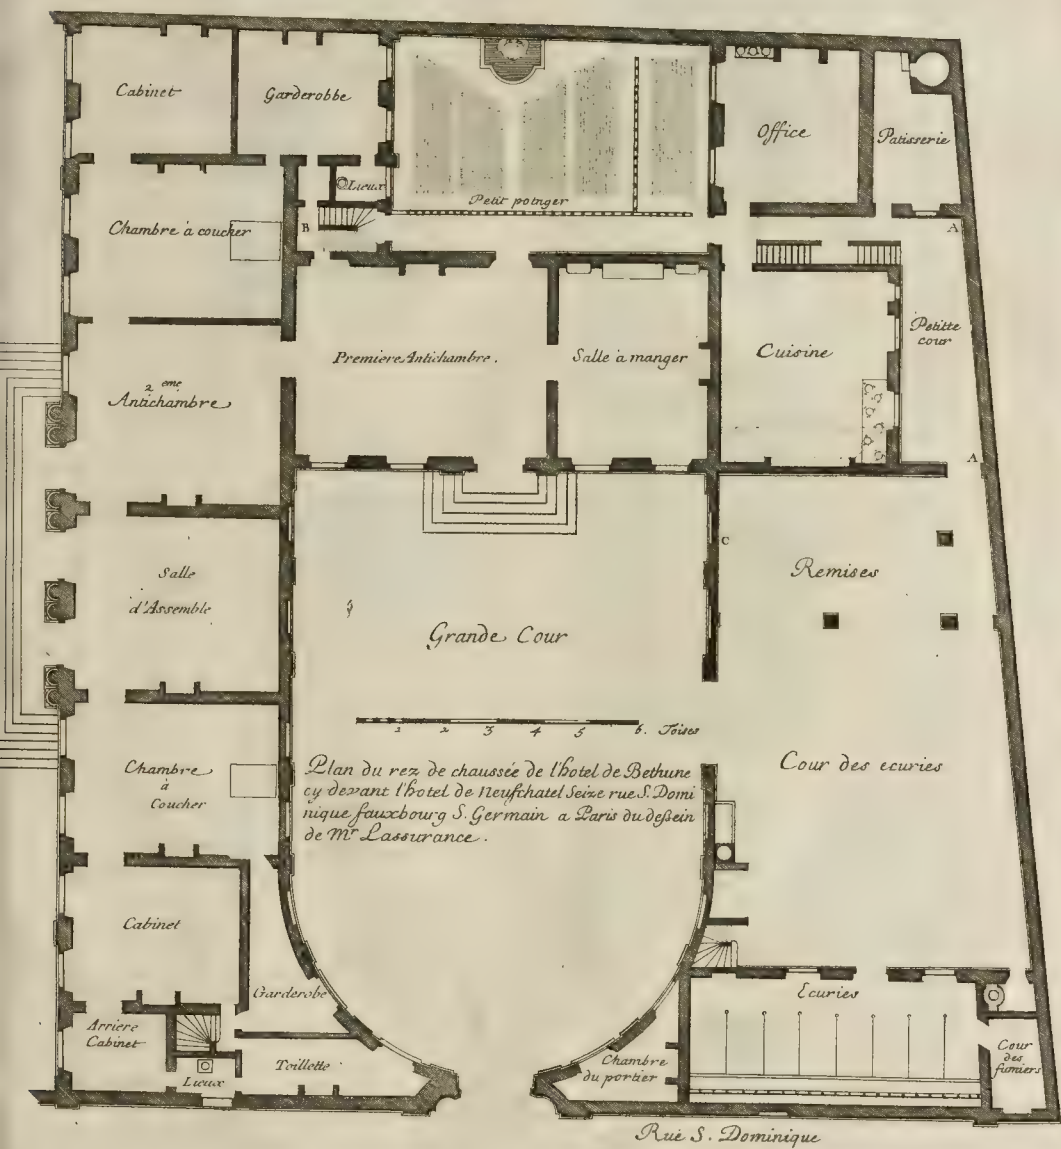 Cabinet
Garderobbe
Office
Patisserie
Lieux
Petit potager
B
A
Chambre à coucher
Petitte
cour
Premiere Antichambre.
Salle à manger
Cuisine
2 eme
Antichambre
A
C
Remises
Salle
d'Assemble
Grande Cour
1 2 3 4 5 6. Toises
Cour des ecuries
Chambre
à
Coucher
Plan du rez de chaussée de l'hotel de Bethune
cy devant l'hotel de Neufchatel Seize rue S. Domi
nique fauxbourg S. Germain a Paris du dessein
de Mr Lassurance.
Cabinet
Garderobe
Ecuries
Arriere
Cabinet
Toillette
Lieux
Chambre
du portier
Cour
des
fumiers
Rue S. Dominique